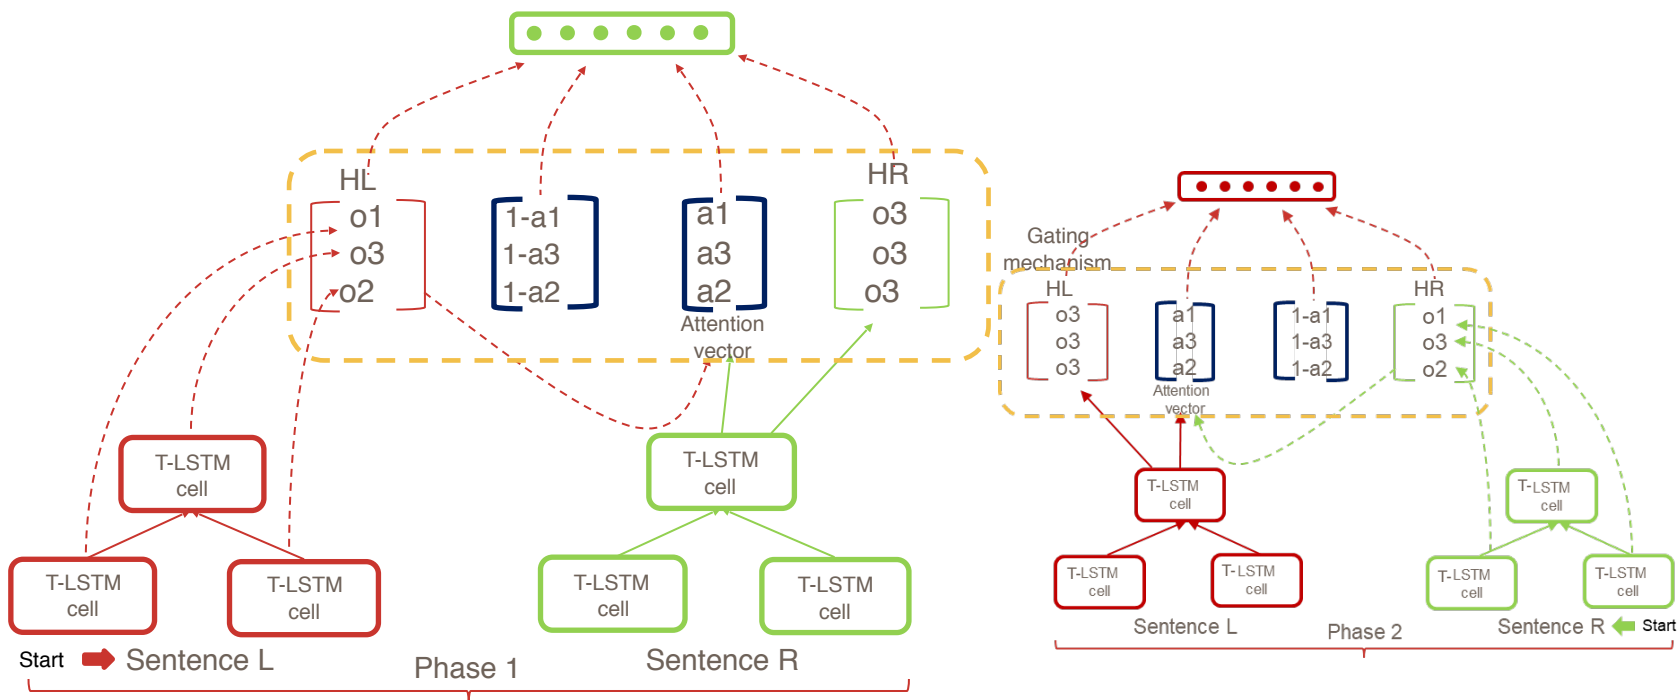 HL
o1
o3
o2
1-a1
1-a3
1-a2
a1
a3
a2
Attention
vector
HR
o3
o3
o3
T-LSTM
cell
T-LSTM
cell
T-LSTM
cell
T-LSTM
cell
T-LSTM
cell
T-LSTM
cell
Start
Sentence L
Phase 1
Sentence R
Gating
mechanism
HL
o3
o3
o3
a1
a3
a2
Attention
vector
1-a1
1-a3
1-a2
HR
o1
o3
o2
T-LSTM
cell
T-LSTM
cell
T-LSTM
cell
T-LSTM
cell
T-LSTM
cell
T-LSTM
cell
Sentence L
Phase 2
Sentence R
Start